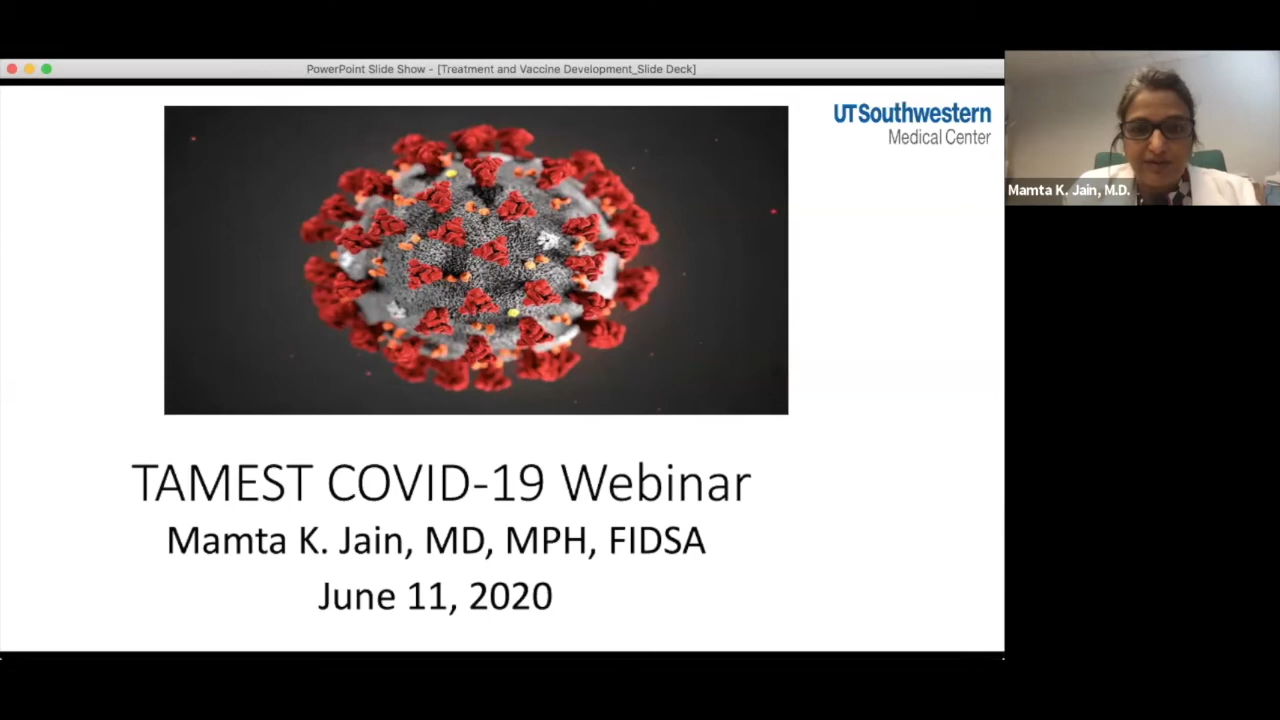 PowerPoint Slide Show - [Treatment and Vaccine Development_Slide Deck]
UTSouthwestern
Medical Center
Mamta K. Jain, M.D.
TAMEST COVID-19 Webinar
Mamta K. Jain, MD, MPH, FIDSA
June 11, 2020